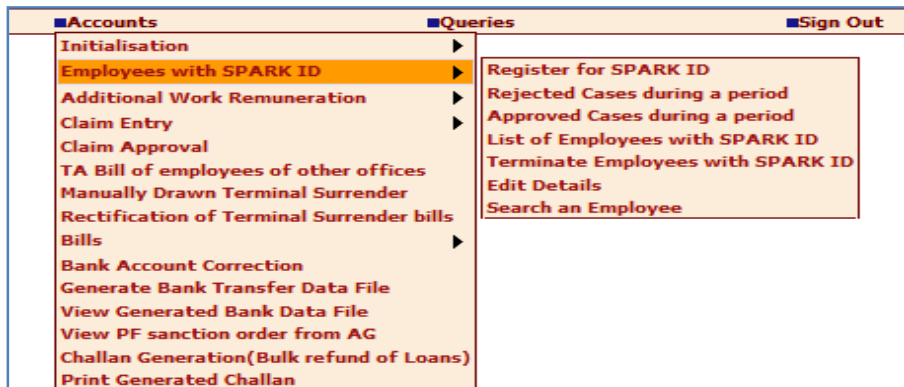 Accounts Queries Sign Out
Initialisation
Employees with SPARK ID
Additional Work Remuneration
Claim Entry
Claim Approval
TA Bill of employees of other offices
Manually Drawn Terminal Surrender
Rectification of Terminal Surrender bills
Bills
Bank Account Correction
Generate Bank Transfer Data File
View Generated Bank Data File
View PF sanction order from AG
Challan Generation(Bulk refund of Loans)
Print Generated Challan
Register for SPARK ID
Rejected Cases during a period
Approved Cases during a period
List of Employees with SPARK ID
Terminate Employees with SPARK ID
Edit Details
Search an Employee